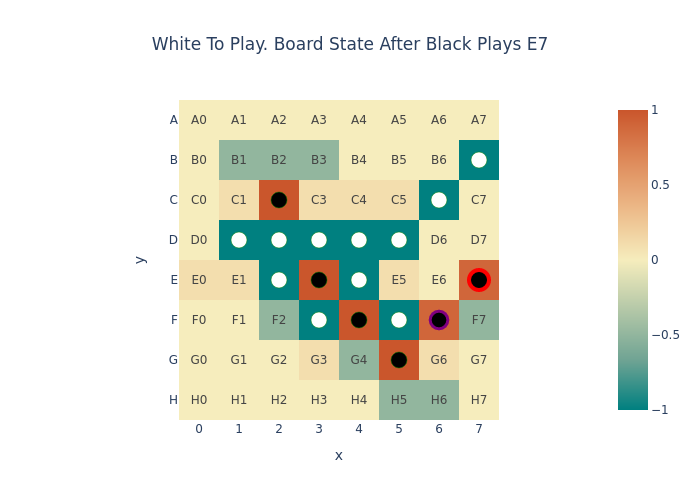 White To Play. Board State After Black Plays E7
A A0 A1 A2 A3 A4 A5 A6 A7
B B0 B1 B2 B3 B4 B5 B6
C C0 C1 C3 C4 C5 C7
D D0 D6 D7
E E0 E1 E5 E6
F F0 F1 F2 F7
G G0 G1 G2 G3 G4 G6 G7
H H0 H1 H2 H3 H4 H5 H6 H7
0 1 2 3 4 5 6 7
x
y
1
0.5
0
−0.5
−1